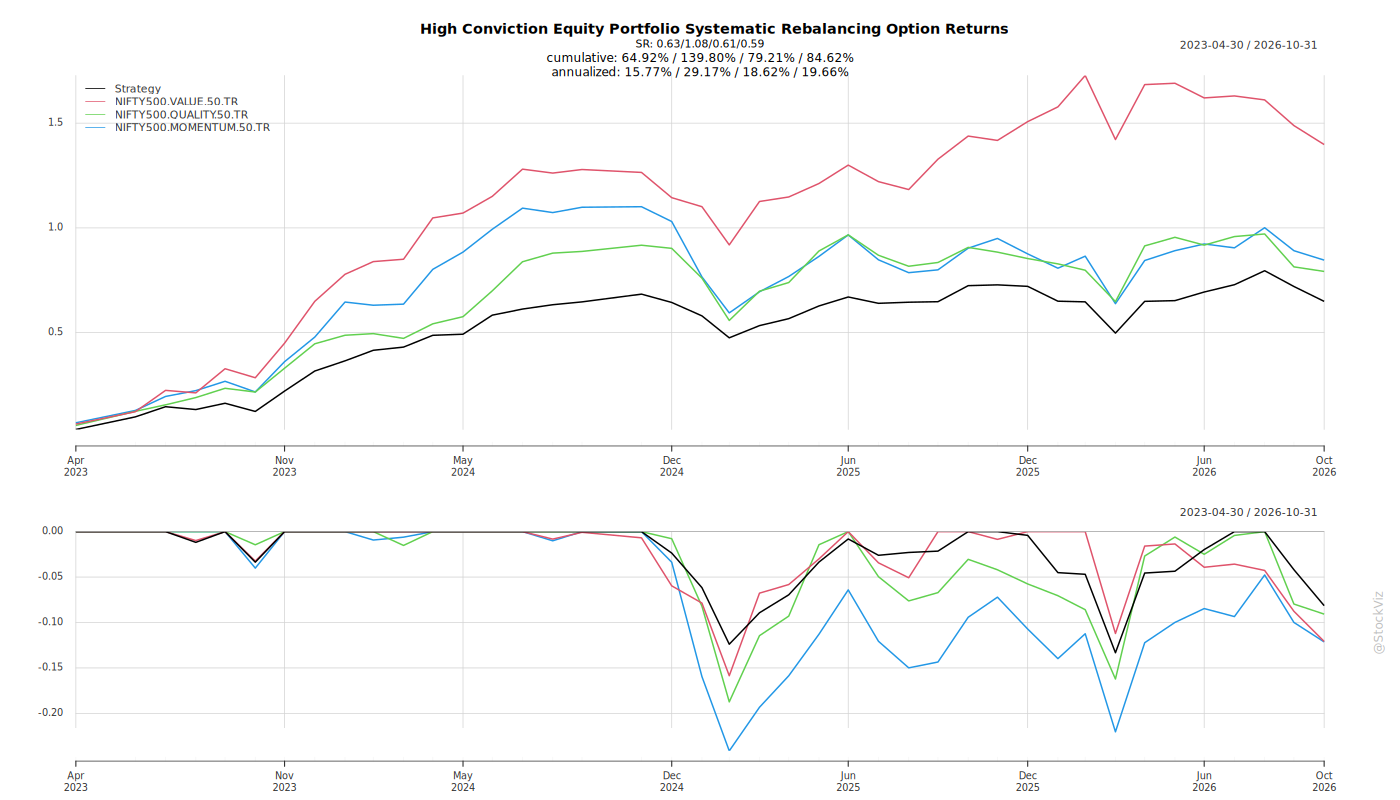 High Conviction Equity Portfolio Systematic Rebalancing Option Returns
SR: 0.63/1.08/0.61/0.59
cumulative: 64.92% / 139.80% / 79.21% / 84.62%
annualized: 15.77% / 29.17% / 18.62% / 19.66%
2023-04-30 / 2026-10-31
Strategy
NIFTY500.VALUE.50.TR
NIFTY500.QUALITY.50.TR
NIFTY500.MOMENTUM.50.TR
1.5
1.0
0.5
Apr 2023
Nov 2023
May 2024
Dec 2024
Jun 2025
Dec 2025
Jun 2026
Oct 2026
2023-04-30 / 2026-10-31
0.00
-0.05
-0.10
-0.15
-0.20
Apr 2023
Nov 2023
May 2024
Dec 2024
Jun 2025
Dec 2025
Jun 2026
Oct 2026
@StockViz